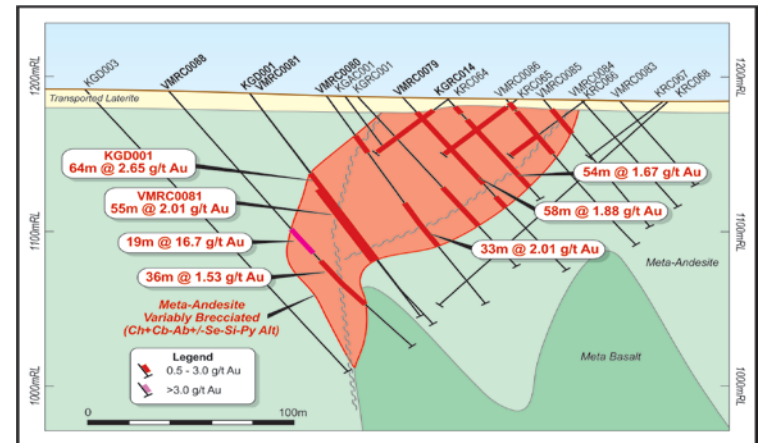 KGD003
VMRC0088
KGD001
VMRC0081
VMRC0080
KGAC001
KGRC001
VMRC0079
KGRC014
KRC064
VMRC0086
KRC065
VMRC0085
VMRC0084
KRC066
VMRC0083
KRC067
KRC068
1200mRL
1200mRL
Transported Laterite
KGD001
64m @ 2.65 g/t Au
VMRC0081
55m @ 2.01 g/t Au
19m @ 16.7 g/t Au
36m @ 1.53 g/t Au
54m @ 1.67 g/t Au
58m @ 1.88 g/t Au
33m @ 2.01 g/t Au
1100mRL
1100mRL
Meta-Andesite
Meta-Andesite
Variably Brecciated
(Ch+Cb-Ab+/-Se-Si-Py Alt)
Meta Basalt
Legend
0.5 - 3.0 g/t Au
>3.0 g/t Au
1000mRL
1000mRL
0
100m